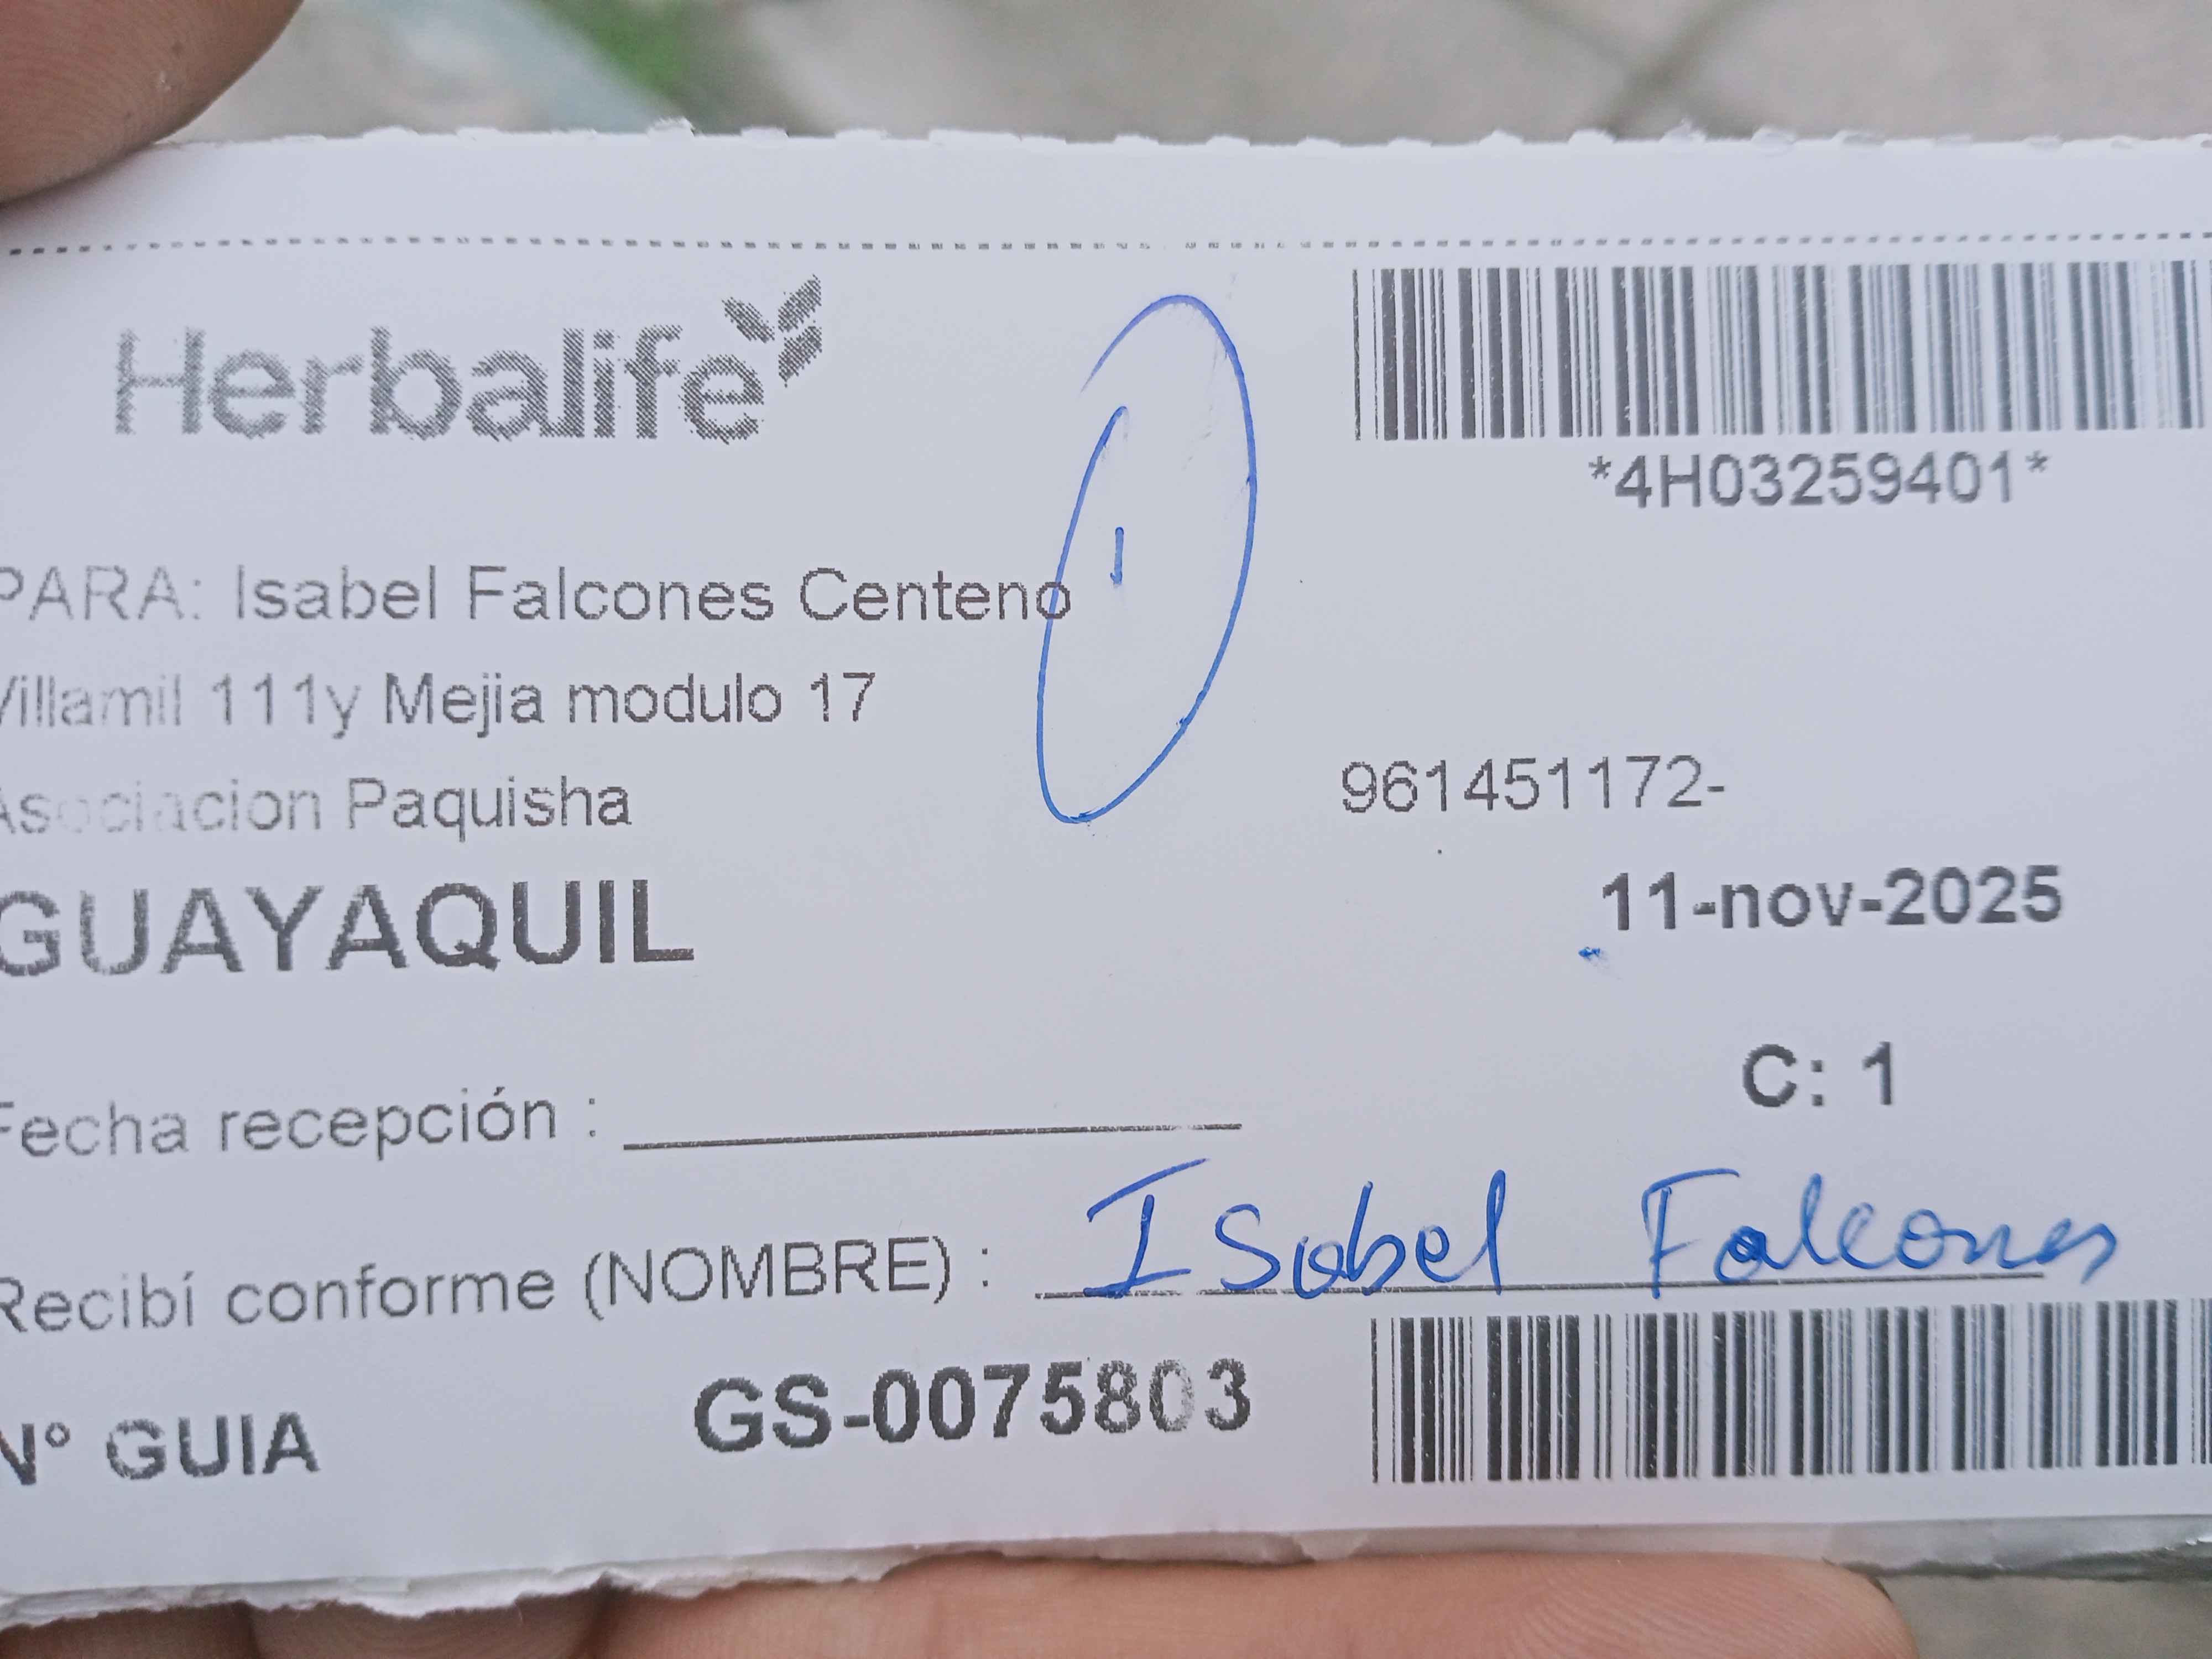 Herbalife
*4H03259401*
1
PARA: Isabel Falcones Centeno
Villamil 111y Mejia modulo 17
961451172-
Asociacion Paquisha
11-nov-2025
GUAYAQUIL
C: 1
Fecha recepción :
Recibí conforme (NOMBRE) : Isabel Falcones
N° GUIA GS-0075803